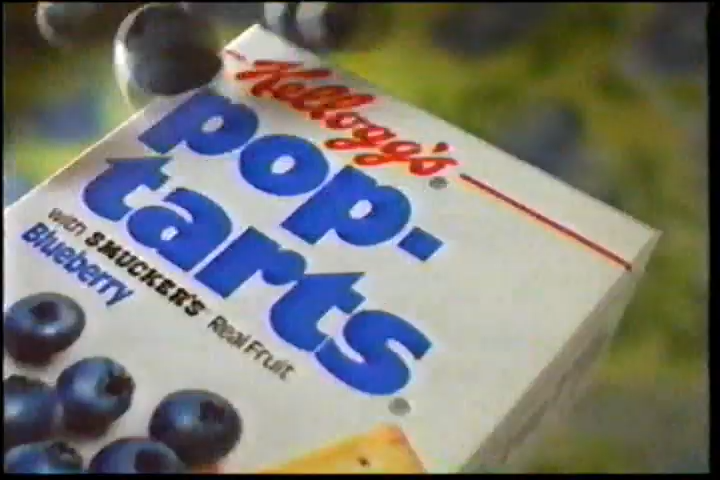 Kellogg's®
pop-
tarts®
with SMUCKER'S® Real Fruit
Blueberry